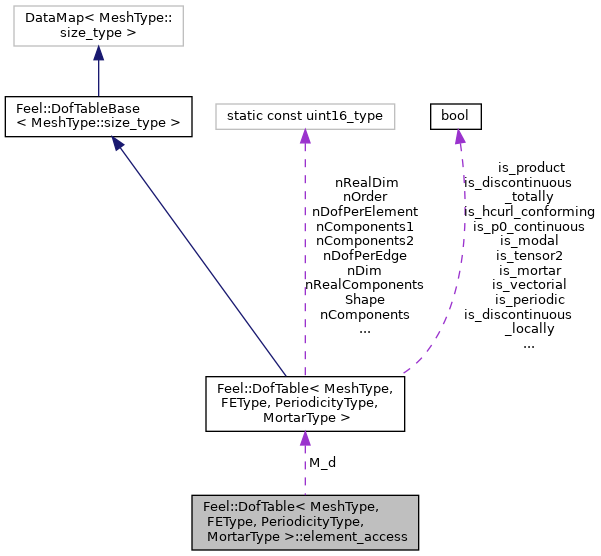 DataMap< MeshType::
size_type >
Feel::DofTableBase
< MeshType::size_type >
static const uint16_type
bool
nRealDim
nOrder
nDofPerElement
nComponents1
nComponents2
nDofPerEdge
nDim
nRealComponents
Shape
nComponents
...
is_product
is_discontinuous
_totally
is_hcurl_conforming
is_p0_continuous
is_modal
is_tensor2
is_mortar
is_vectorial
is_periodic
is_discontinuous
_locally
...
Feel::DofTable< MeshType,
FEType, PeriodicityType,
MortarType >
M_d
Feel::DofTable< MeshType,
FEType, PeriodicityType,
MortarType >::element_access